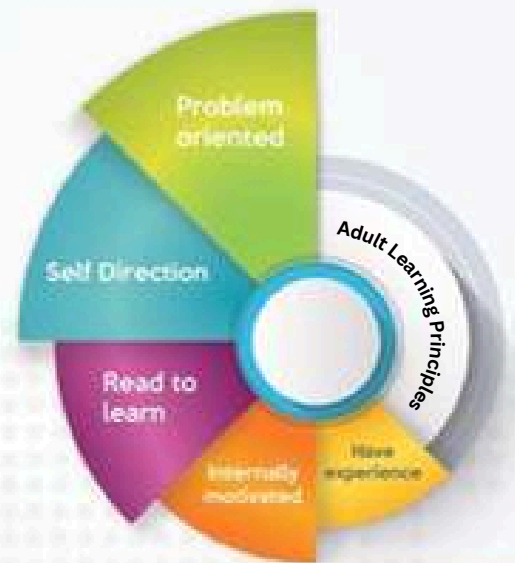 Problem
oriented
Self Direction
Read to
learn
Internally
motivated
Have
experience
Adult Learning Principles